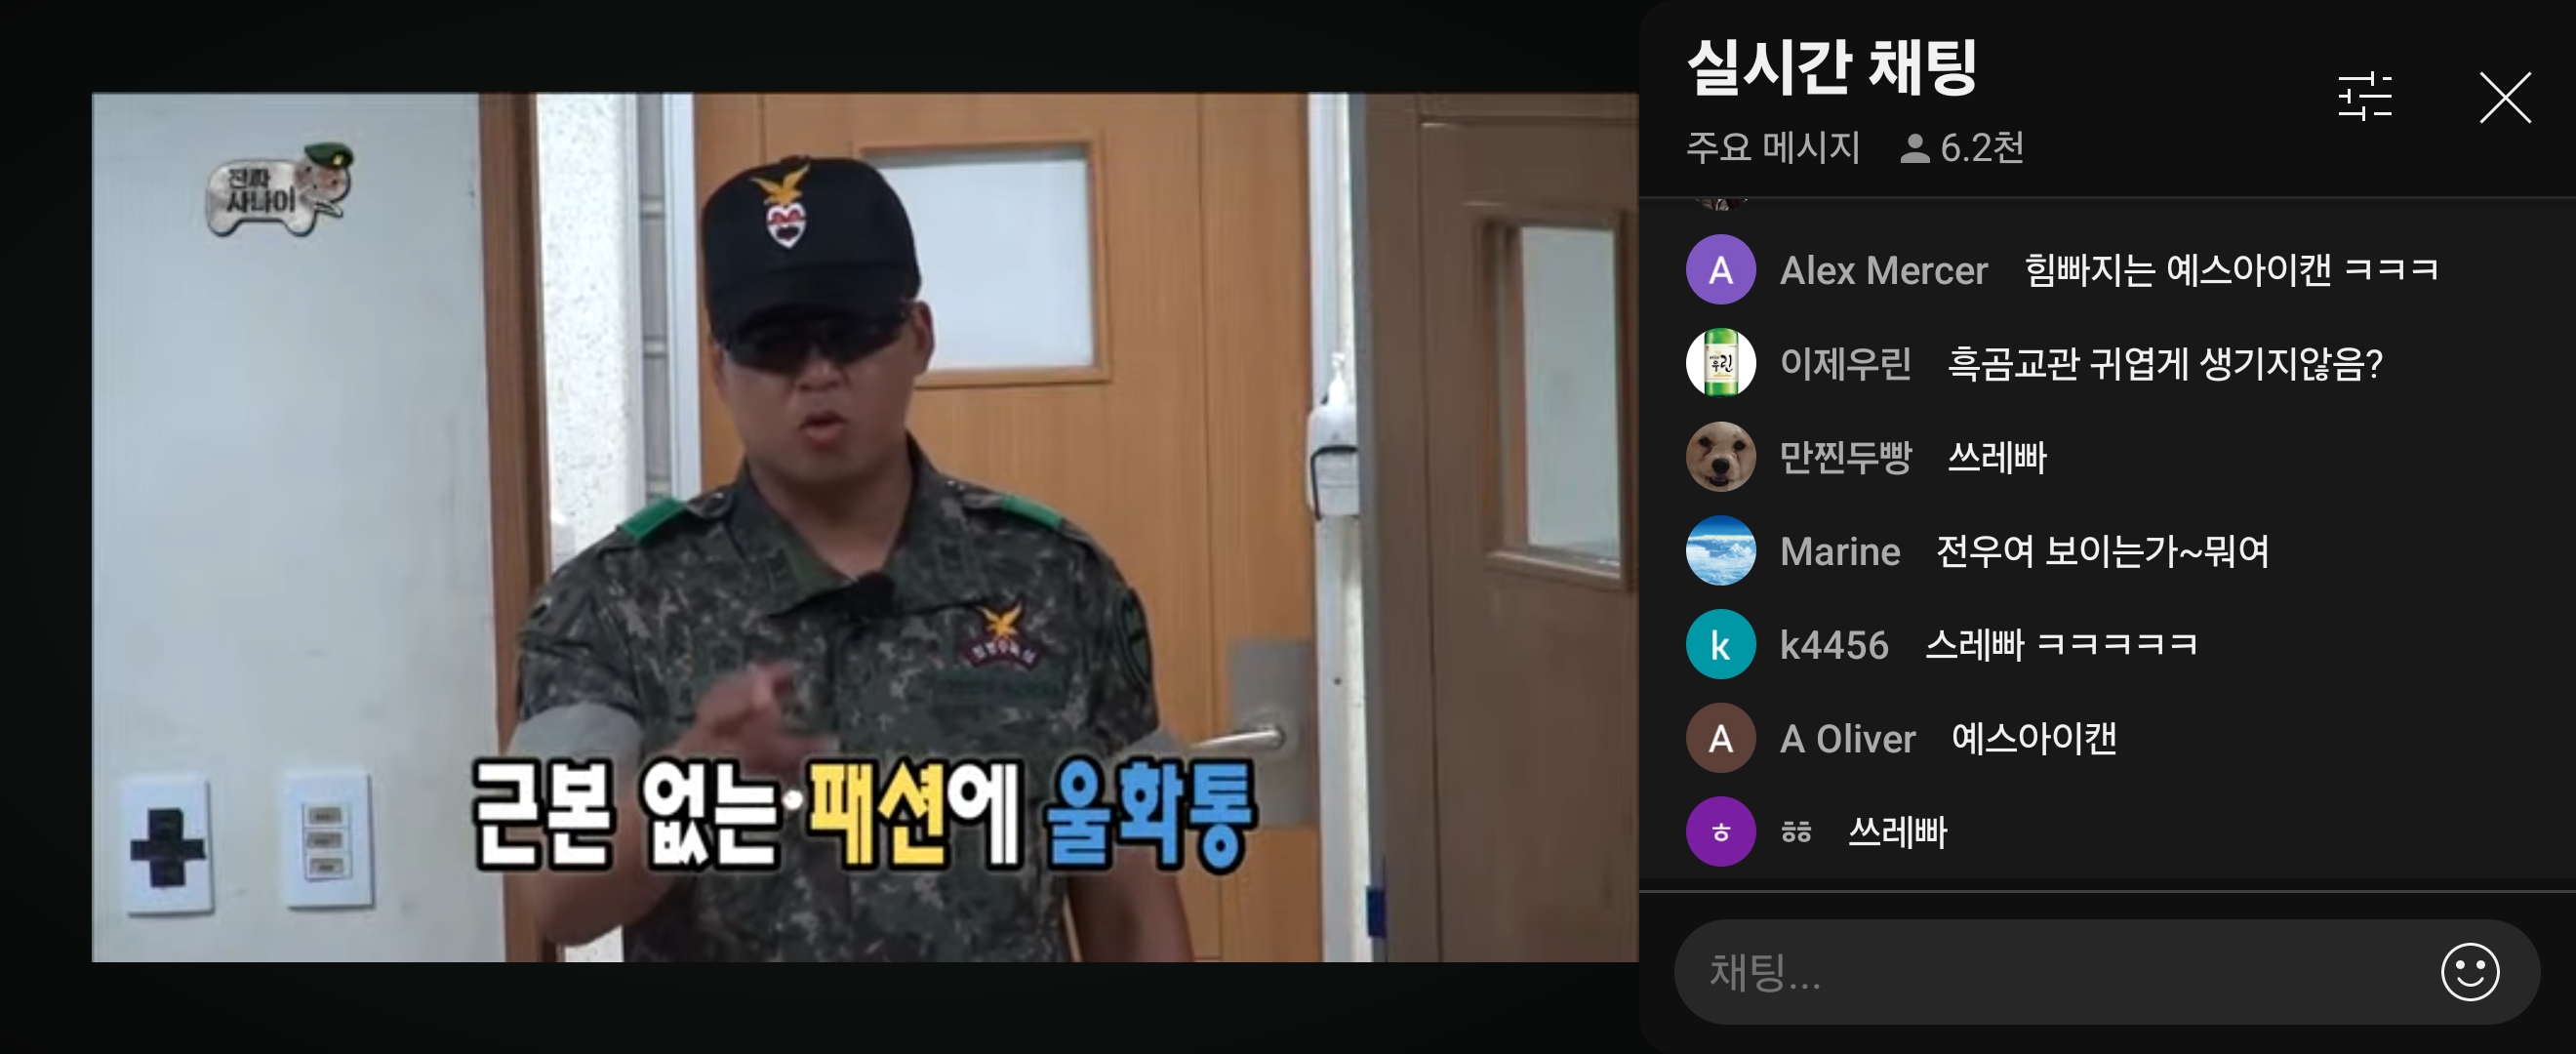 진짜
사나이
근본 없는 패션에 울화통
실시간 채팅
주요 메시지 6.2천
A Alex Mercer 힘빠지는 예스아이캔 ㅋㅋㅋ
이제우린 흑곰교관 귀엽게 생기지않음?
만찐두빵 쓰레빠
Marine 전우여 보이는가~뭐여
k k4456 스레빠 ㅋㅋㅋㅋㅋ
A A Oliver 예스아이캔
ㅎ ㅎㅎ 쓰레빠
채팅...